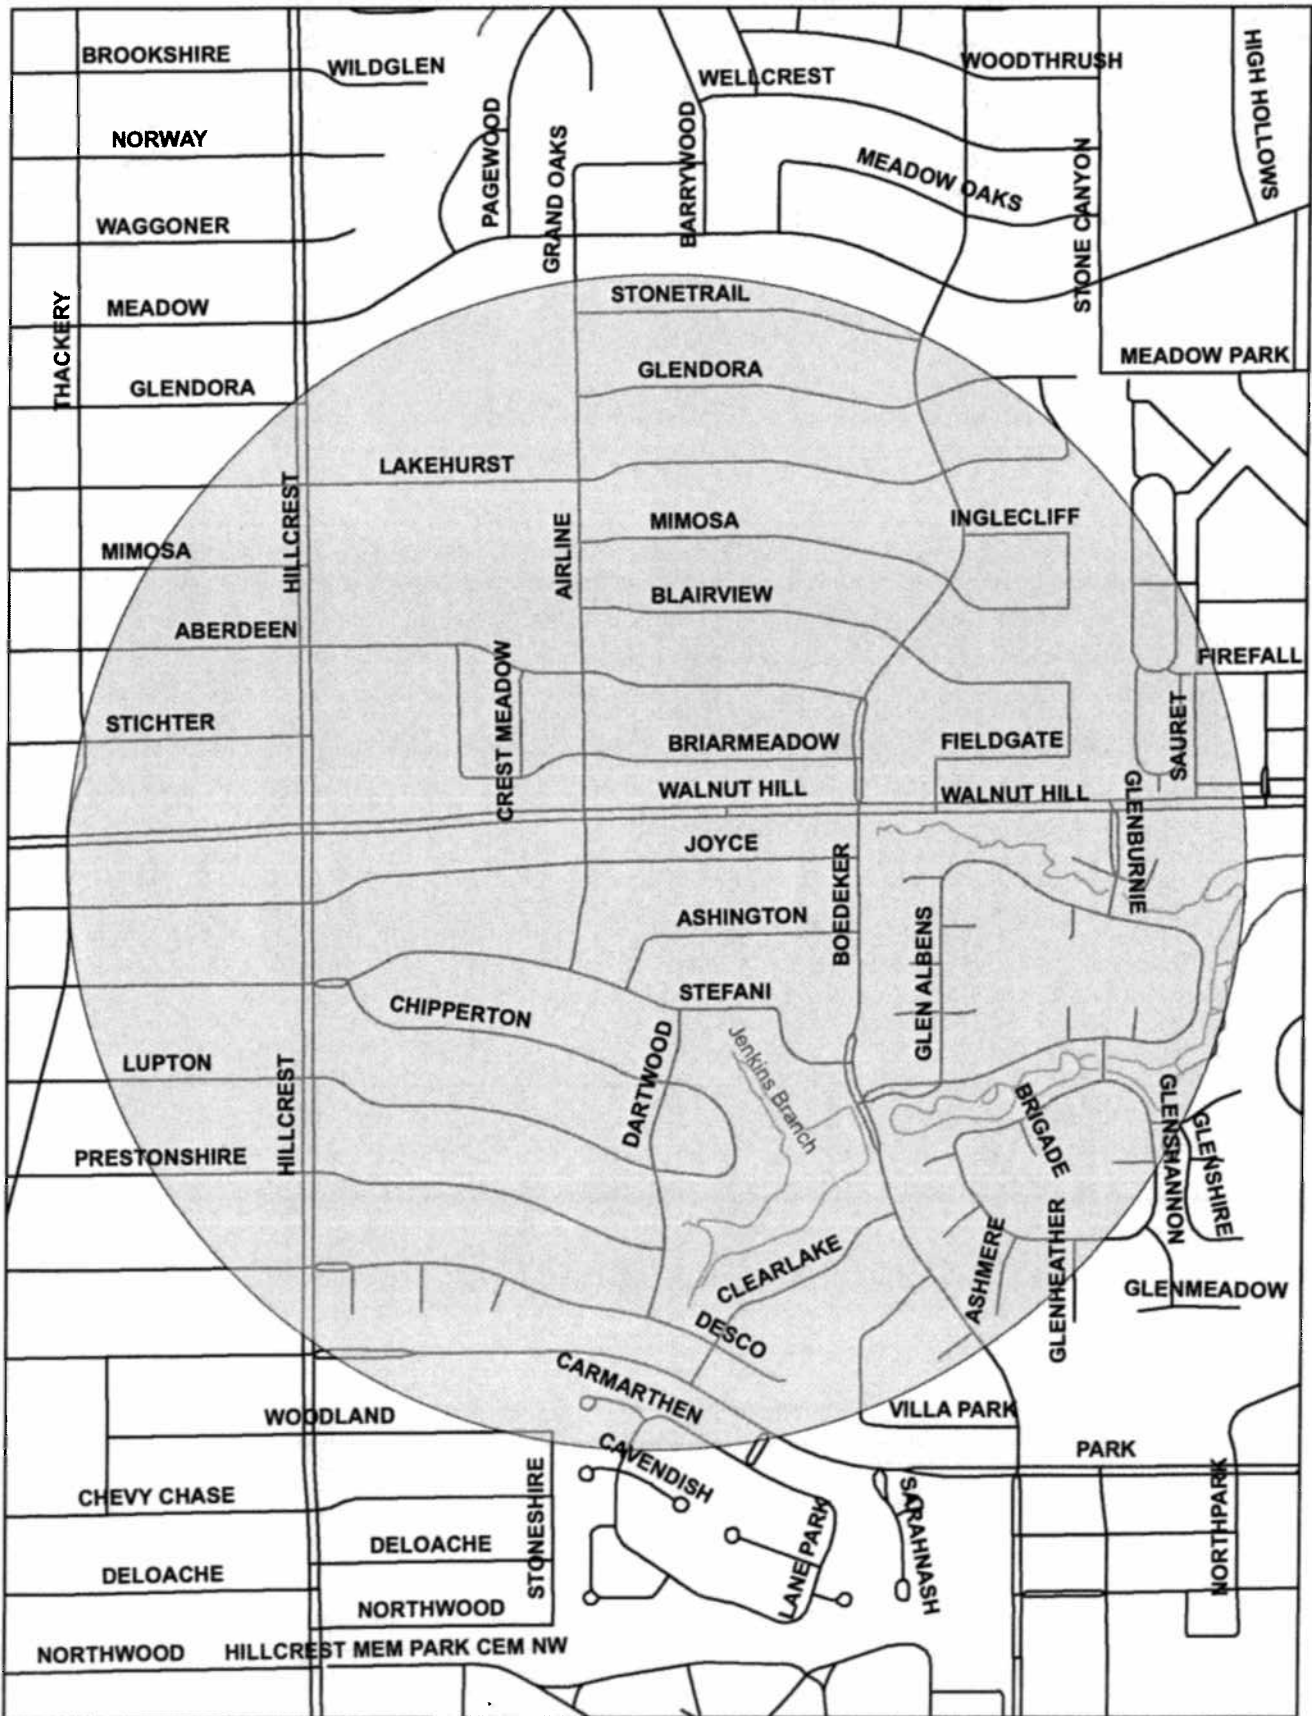 BROOKSHIRE
WILDGLEN
WELLCREST
WOODTHRUSH
HIGH HOLLOWS
NORWAY
PAGEWOOD
GRAND OAKS
BARRYWOOD
MEADOW OAKS
STONE CANYON
WAGGONER
THACKERY
MEADOW
STONETRAIL
MEADOW PARK
GLENDORA
GLENDORA
LAKEHURST
HILLCREST
AIRLINE
MIMOSA
MIMOSA
INGLECLIFF
BLAIRVIEW
ABERDEEN
CREST MEADOW
FIREFALL
STICHTER
BRIARMEADOW
FIELDGATE
SAURET
WALNUT HILL
WALNUT HILL
GLENBURNIE
JOYCE
BOEDEKER
ASHINGTON
GLEN ALBENS
STEFANI
CHIPPERTON
DARTWOOD
Jenkins Branch
LUPTON
HILLCREST
BRIGADE
GLENSHANNON
GLENSHIRE
PRESTONSHIRE
CLEARLAKE
ASHMERE
GLENHEATHER
GLENMEADOW
DESCO
CARMARTHEN
WOODLAND
VILLA PARK
PARK
CAVENDISH
STONESHIRE
CHEVY CHASE
LANE PARK
SARAHNASH
NORTHPARK
DELOACHE
DELOACHE
NORTHWOOD
NORTHWOOD
HILLCREST MEM PARK CEM NW